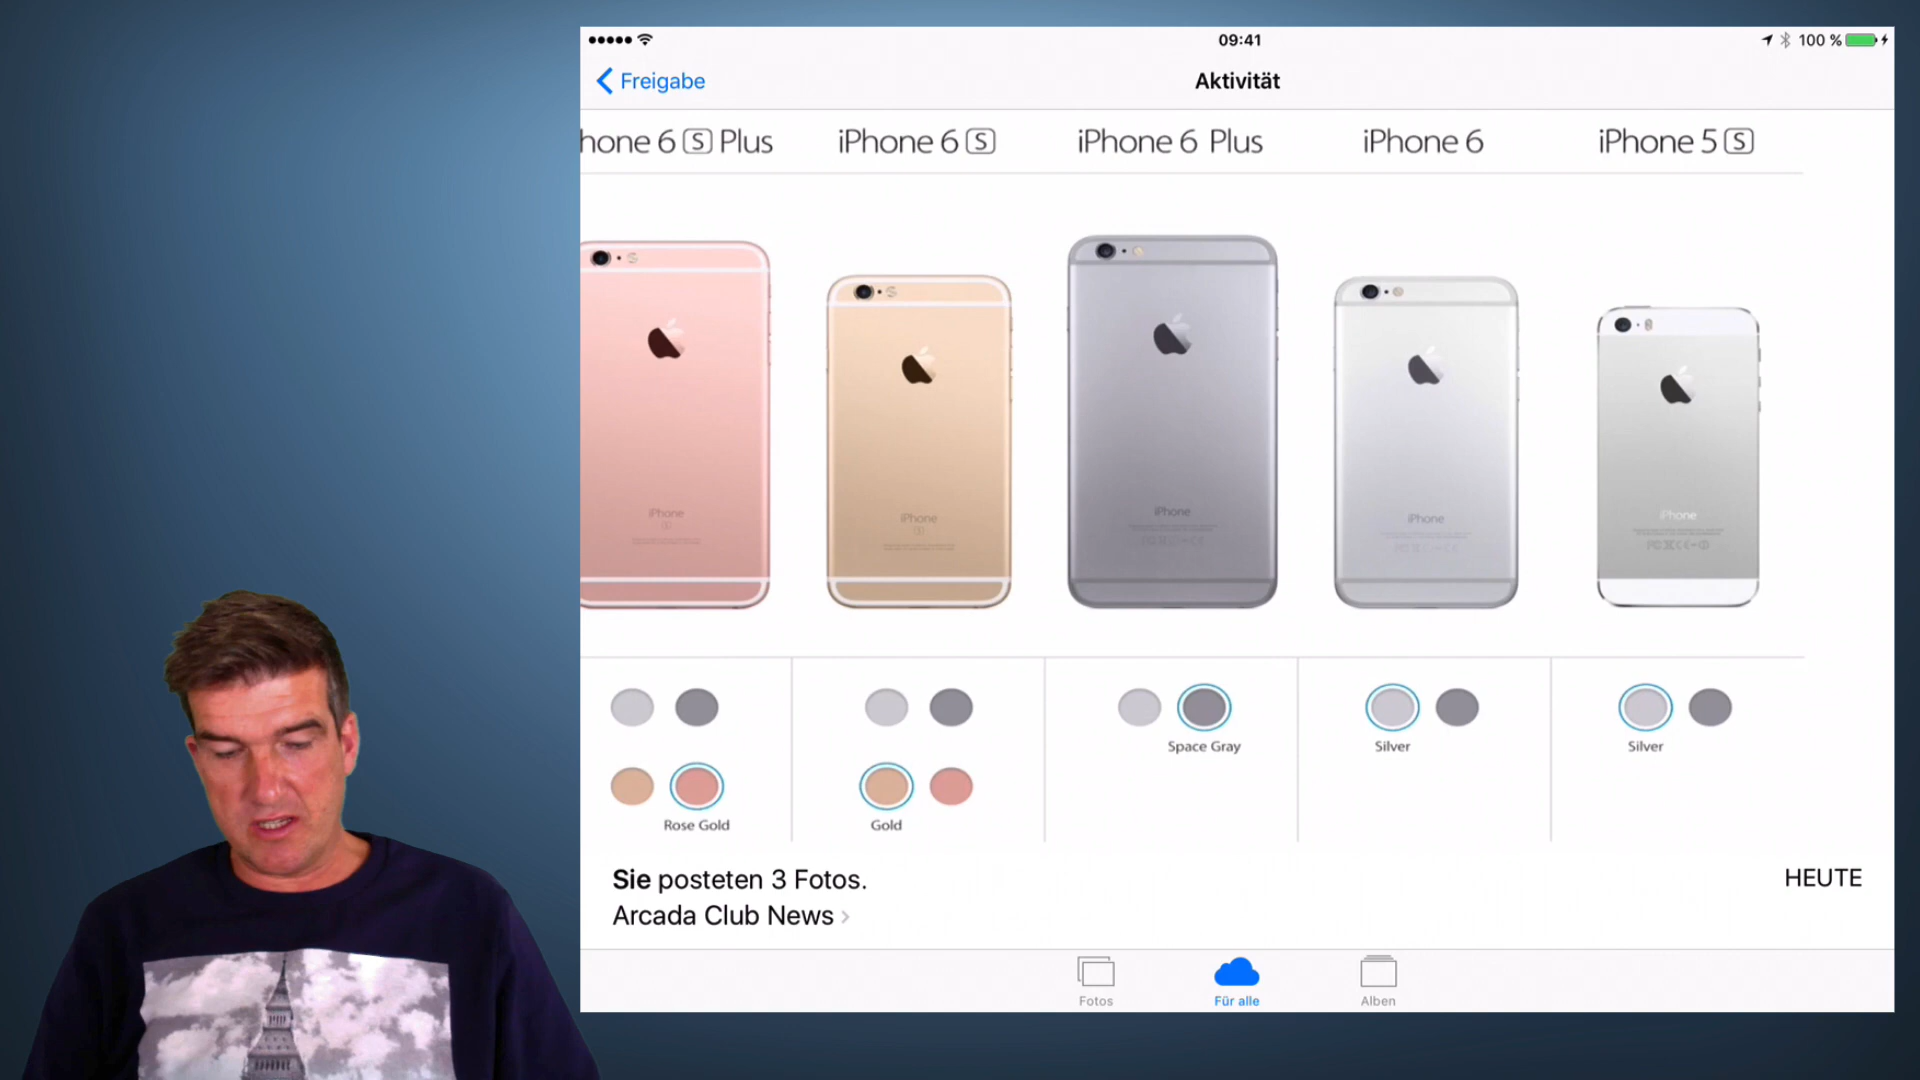 09:41
100 %
Freigabe
Aktivität
hone 6 S Plus
iPhone 6 S
iPhone 6 Plus
iPhone 6
iPhone 5 S
iPhone
S
iPhone
S
iPhone
iPhone
iPhone
Space Gray
Silver
Silver
Rose Gold
Gold
Sie posteten 3 Fotos.
HEUTE
Arcada Club News
Fotos
Für alle
Alben